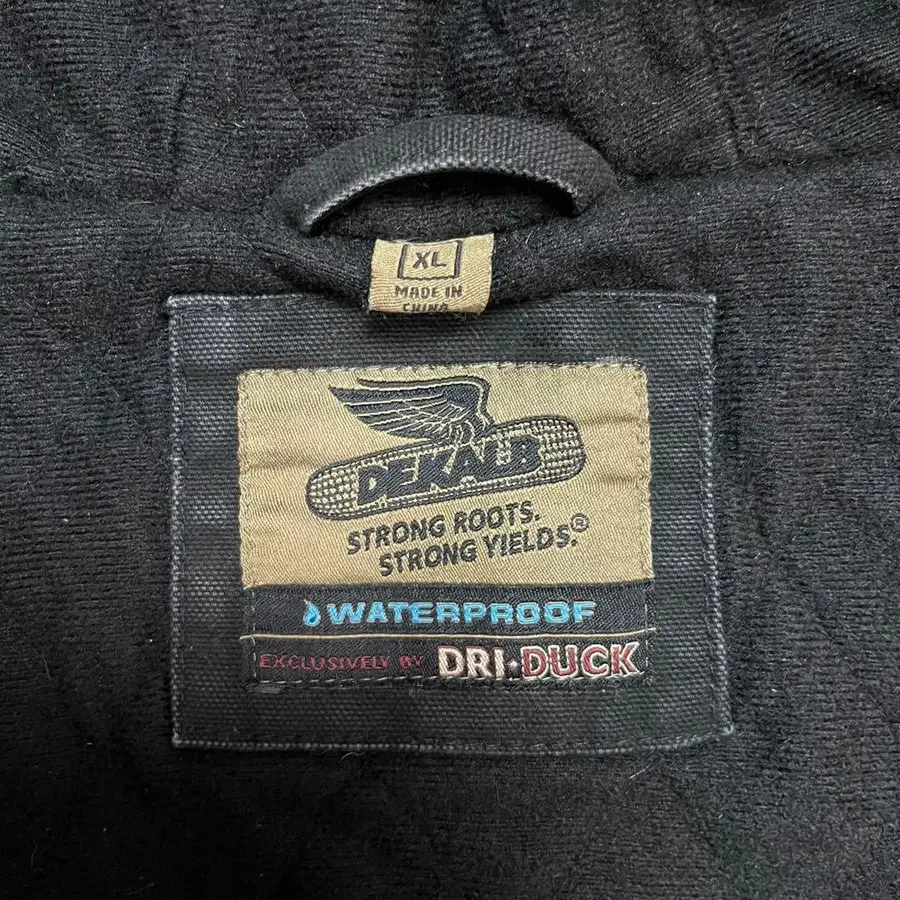 XL
MADE IN
CHINA
DEKALB
STRONG ROOTS.
STRONG YIELDS.®
WATERPROOF
EXCLUSIVELY BY DRI•DUCK